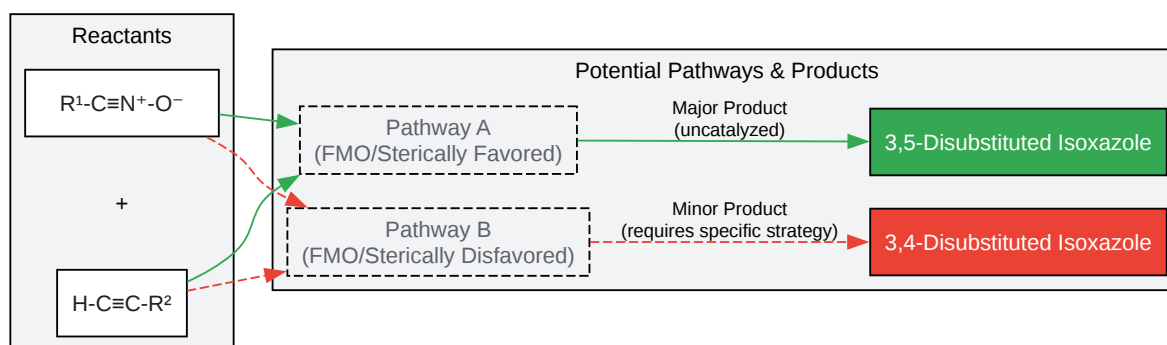 Reactants
R¹-C≡N⁺-O⁻
+
H-C≡C-R²
Potential Pathways & Products
Pathway A
(FMO/Sterically Favored)
Major Product
(uncatalyzed)
3,5-Disubstituted Isoxazole
Pathway B
(FMO/Sterically Disfavored)
Minor Product
(requires specific strategy)
3,4-Disubstituted Isoxazole